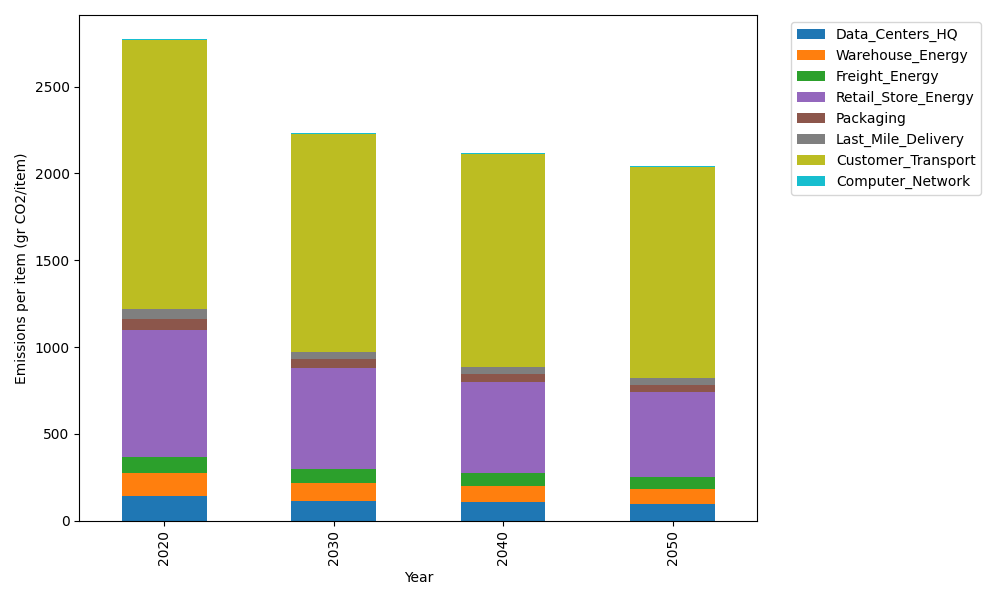 Emissions per item (gr CO2/item)
2500
2000
1500
1000
500
0
2020
2030
2040
2050
Year
Data_Centers_HQ
Warehouse_Energy
Freight_Energy
Retail_Store_Energy
Packaging
Last_Mile_Delivery
Customer_Transport
Computer_Network